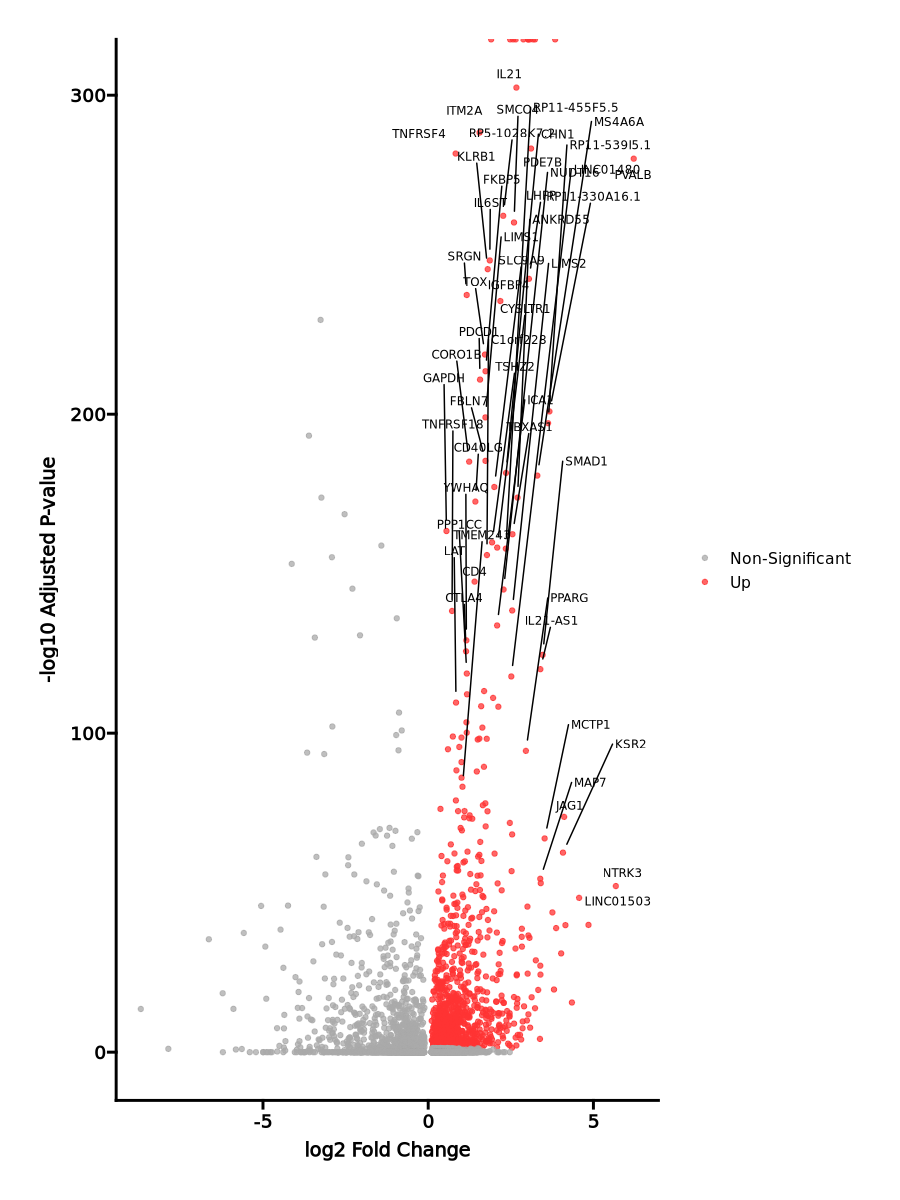 300
200
100
0
-5
0
5
-log10 Adjusted P-value
log2 Fold Change
Non-Significant
Up
IL21
ITM2A
SMCO4
RP11-455F5.5
MS4A6A
TNFRSF4
RP5-1028K7.2
CHN1
RP11-539I5.1
KLRB1
PDE7B
NUDT16
LINC01480
PVALB
FKBP5
IL6ST
LHFP
RP11-330A16.1
ANKRD55
LIMS1
SRGN
SLC9A9
LIMS2
TOX
IGFBP4
CYSLTR1
PDCD1
C1orf228
CORO1B
TSHZ2
GAPDH
FBLN7
ICA1
TNFRSF18
TBXAS1
CD40LG
SMAD1
YWHAQ
PPP1CC
TMEM243
LAT
CD4
CTLA4
PPARG
IL21-AS1
MCTP1
KSR2
MAP7
JAG1
NTRK3
LINC01503